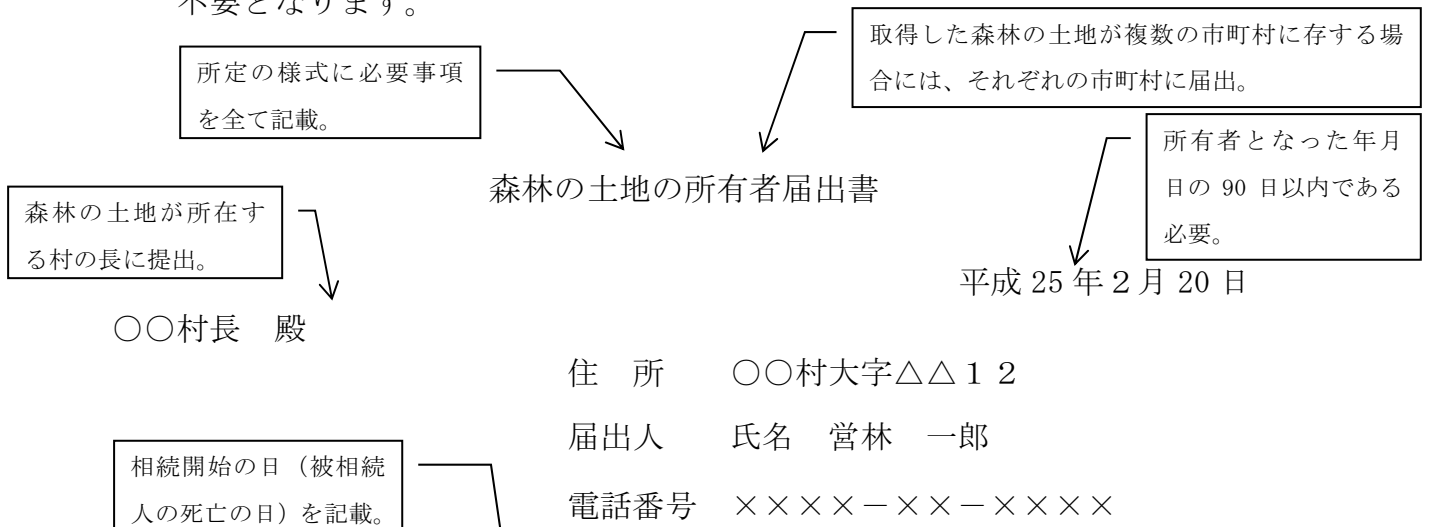 不要となります。
取得した森林の土地が複数の市町村に存する場
合には、それぞれの市町村に届出。
所定の様式に必要事項
を全て記載。
所有者となった年月
日の 90 日以内である
必要。
森林の土地の所有者届出書
森林の土地が所在す
る村の長に提出。
平成 25 年２月 20 日
○○村長　殿
住　所　　○○村大字△△１２
届出人　　氏名　営林　一郎
相続開始の日（被相続
人の死亡の日）を記載。
電話番号　××××－××－××××